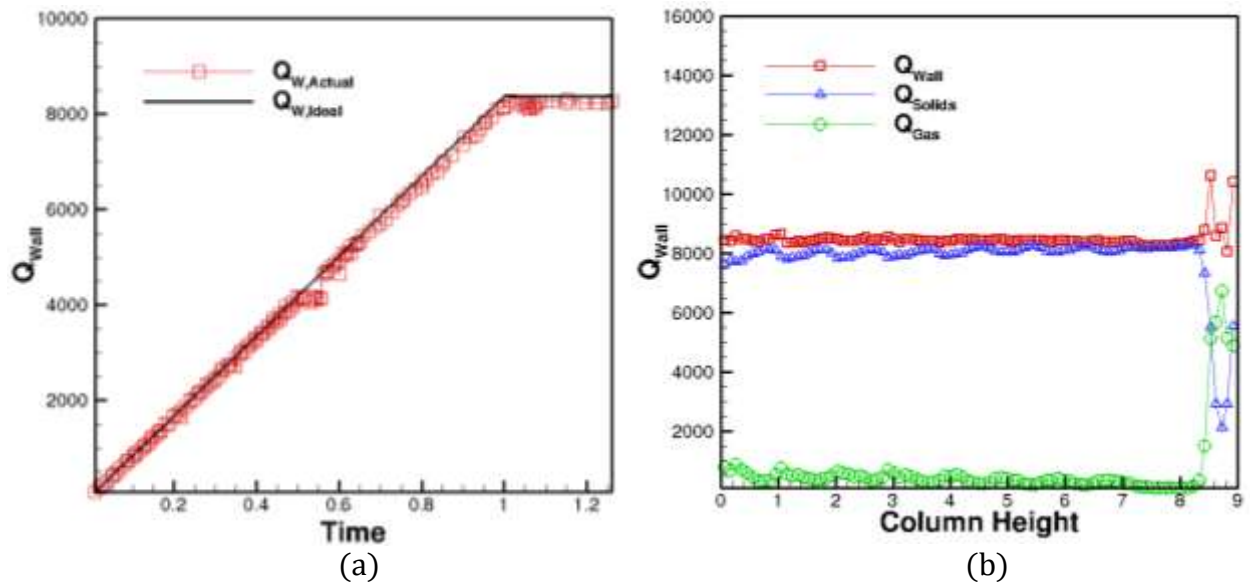 10000
8000
6000
4000
2000
Q_Wall
Q_W,Actual
Q_W,Ideal
0.2 0.4 0.6 0.8 1 1.2
Time
(a)
16000
14000
12000
10000
8000
6000
4000
2000
Q_Wall
Q_Wall
Q_Solids
Q_Gas
0 1 2 3 4 5 6 7 8 9
Column Height
(b)